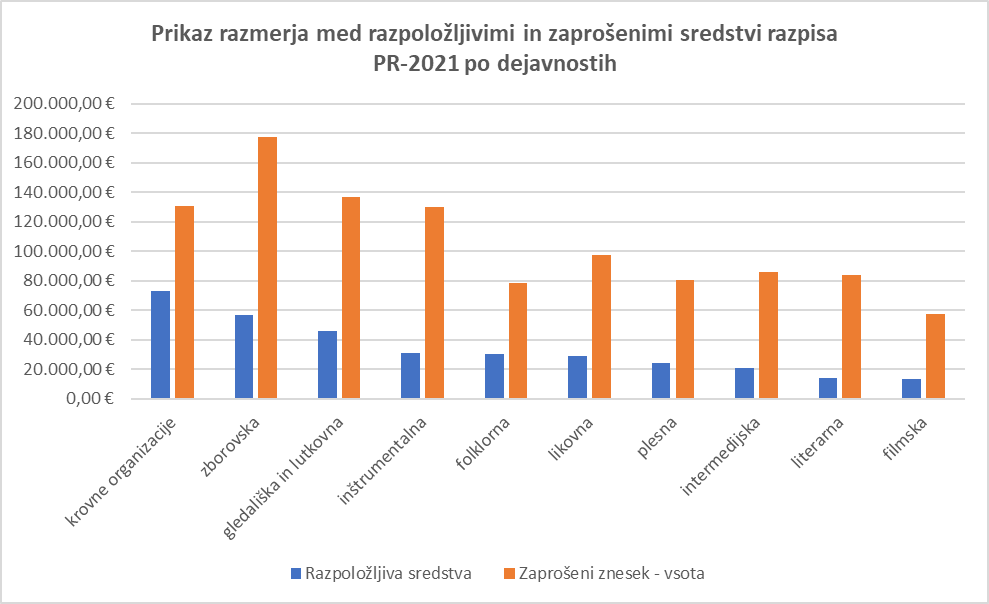 Prikaz razmerja med razpoložljivimi in zaprošenimi sredstvi razpisa
PR-2021 po dejavnostih
200.000,00 €
180.000,00 €
160.000,00 €
140.000,00 €
120.000,00 €
100.000,00 €
80.000,00 €
60.000,00 €
40.000,00 €
20.000,00 €
0,00 €
krovne organizacije
zborovska
gledališka in lutkovna
inštrumentalna
folklorna
likovna
plesna
intermedijska
literarna
filmska
Razpoložljiva sredstva
Zaprošeni znesek - vsota